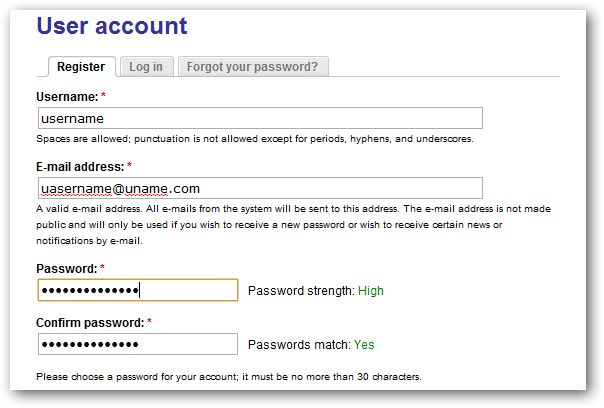 User account
Register Log in Forgot your password?
Username: *
username
Spaces are allowed; punctuation is not allowed except for periods, hyphens, and underscores.
E-mail address: *
uasername@uname.com
A valid e-mail address. All e-mails from the system will be sent to this address. The e-mail address is not made
public and will only be used if you wish to receive a new password or wish to receive certain news or
notifications by e-mail.
Password: *
•••••••••••••• Password strength: High
Confirm password: *
•••••••••••••• Passwords match: Yes
Please choose a password for your account; it must be no more than 30 characters.